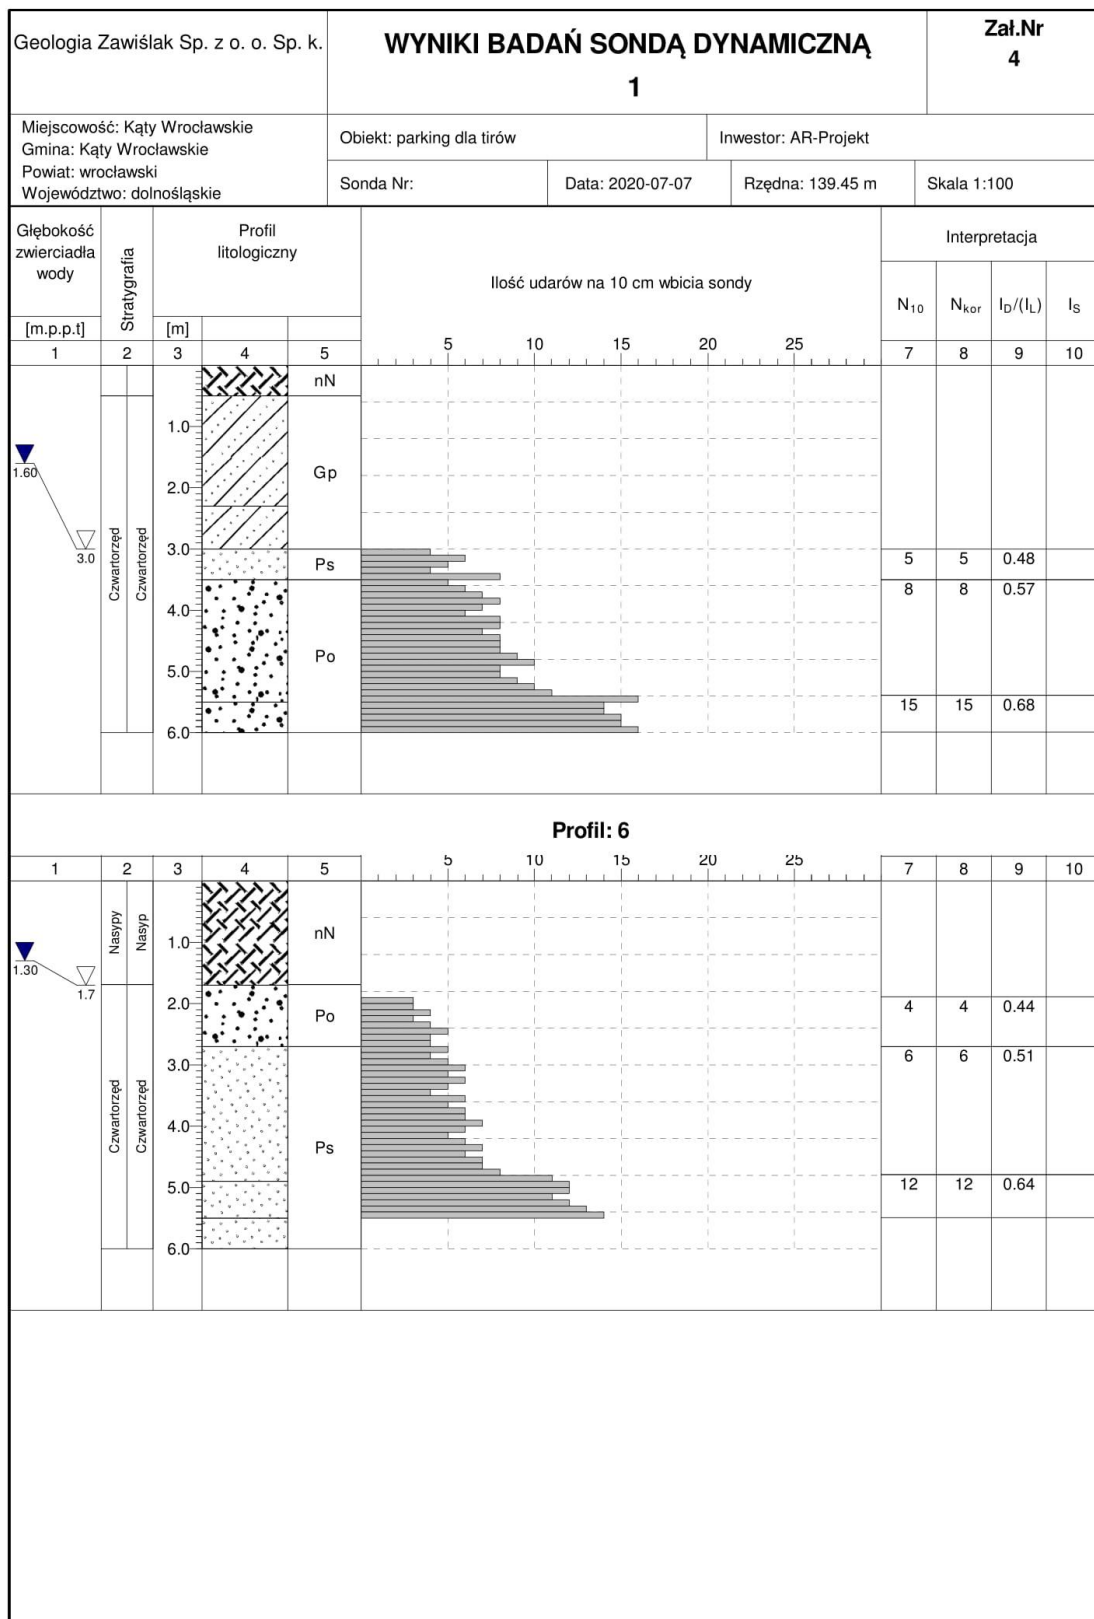 Geologia Zawiślak Sp. z o. o. Sp. k.
WYNIKI BADAŃ SONDĄ DYNAMICZNĄ
1
Zał.Nr
4
Miejscowość: Kąty Wrocławskie
Gmina: Kąty Wrocławskie
Powiat: wrocławski
Województwo: dolnośląskie
Obiekt: parking dla tirów
Inwestor: AR-Projekt
Sonda Nr:
Data: 2020-07-07
Rzędna: 139.45 m
Skala 1:100
Głębokość
zwierciadła
wody
[m.p.p.t]
Stratygrafia
Profil
litologiczny
[m]
Ilość udarów na 10 cm wbicia sondy
Interpretacja
N10 Nkor ID/(IL) IS
1 2 3 4 5 5 10 15 20 25 7 8 9 10
nN
1.0
1.60
Gp
2.0
3.0
3.0
Czwartorzęd
Czwartorzęd
Ps
5 5 0.48
8 8 0.57
4.0
Po
5.0
15 15 0.68
6.0
Profil: 6
1 2 3 4 5 5 10 15 20 25 7 8 9 10
Nasypy
Nasyp
nN
1.0
1.30
1.7
2.0
Po
4 4 0.44
6 6 0.51
3.0
Czwartorzęd
Czwartorzęd
4.0
Ps
5.0
12 12 0.64
6.0